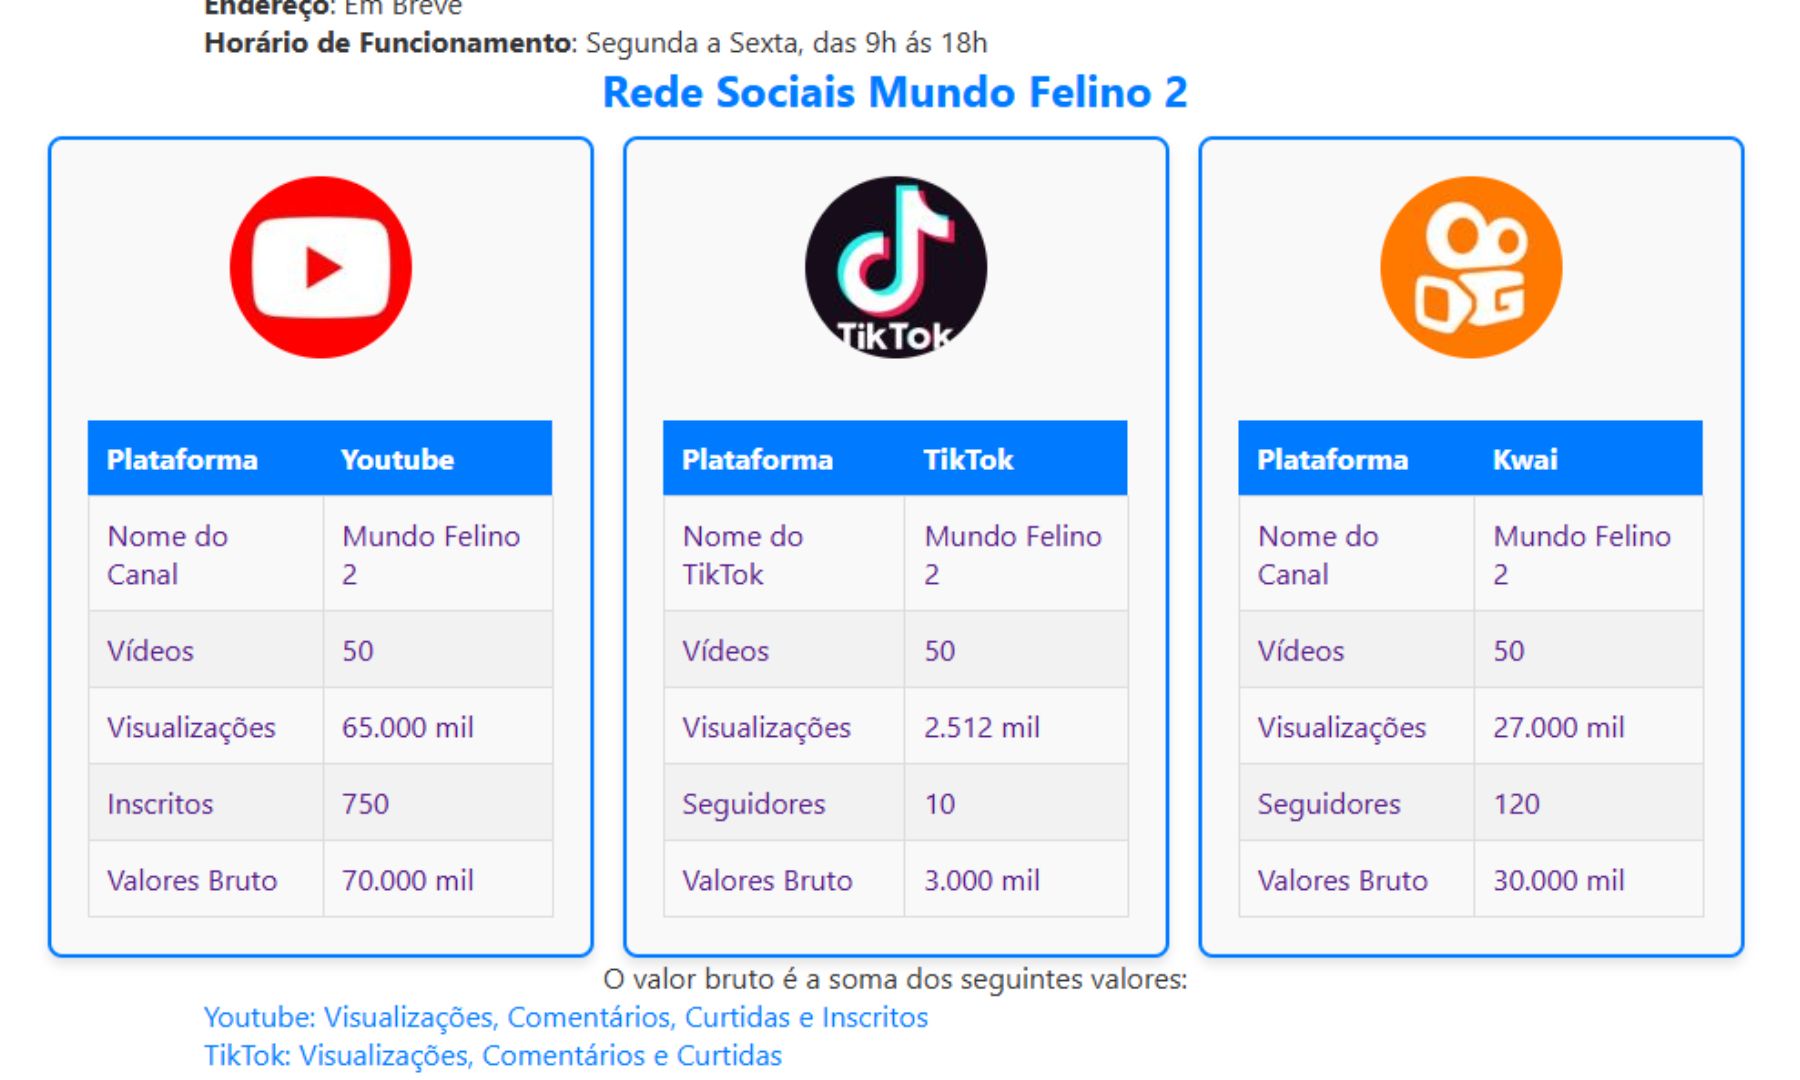 Endereço: Em Breve
Horário de Funcionamento: Segunda a Sexta, das 9h ás 18h
Rede Sociais Mundo Felino 2
TikTok
Plataforma Youtube
Nome do Canal Mundo Felino 2
Vídeos 50
Visualizações 65.000 mil
Inscritos 750
Valores Bruto 70.000 mil
Plataforma TikTok
Nome do TikTok Mundo Felino 2
Vídeos 50
Visualizações 2.512 mil
Seguidores 10
Valores Bruto 3.000 mil
Plataforma Kwai
Nome do Canal Mundo Felino 2
Vídeos 50
Visualizações 27.000 mil
Seguidores 120
Valores Bruto 30.000 mil
O valor bruto é a soma dos seguintes valores:
Youtube: Visualizações, Comentários, Curtidas e Inscritos
TikTok: Visualizações, Comentários e Curtidas